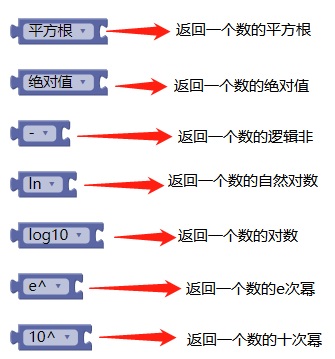 平方根 返回一个数的平方根
绝对值 返回一个数的绝对值
- 返回一个数的逻辑非
ln 返回一个数的自然对数
log10 返回一个数的对数
e^ 返回一个数的e次幂
10^ 返回一个数的十次幂